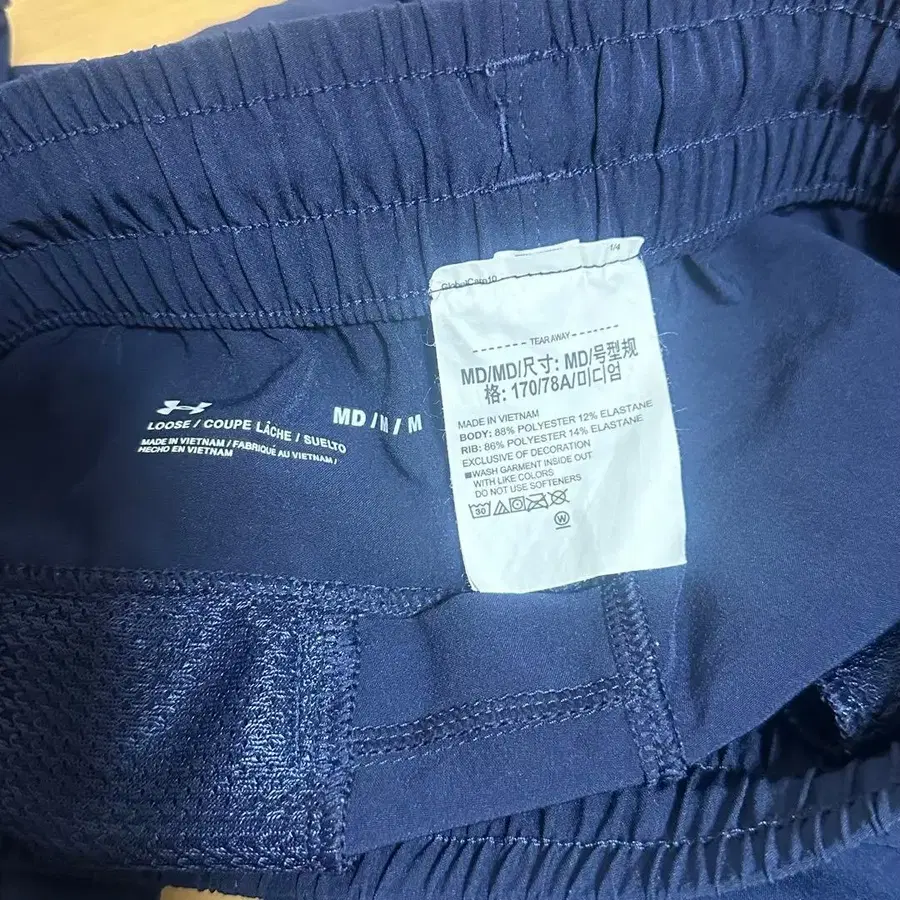 LOOSE / COUPE LÂCHE / SUELTO
MADE IN VIETNAM / FABRIQUÉ AU VIETNAM /
HECHO EN VIETNAM
MD / M / M
1/4
GlobalCare10
TEAR AWAY
MD/MD/尺寸: MD/号型规
格: 170/78A/미디엄
MADE IN VIETNAM
BODY: 88% POLYESTER 12% ELASTANE
RIB: 86% POLYESTER 14% ELASTANE
EXCLUSIVE OF DECORATION
WASH GARMENT INSIDE OUT
WITH LIKE COLORS
DO NOT USE SOFTENERS
30
W